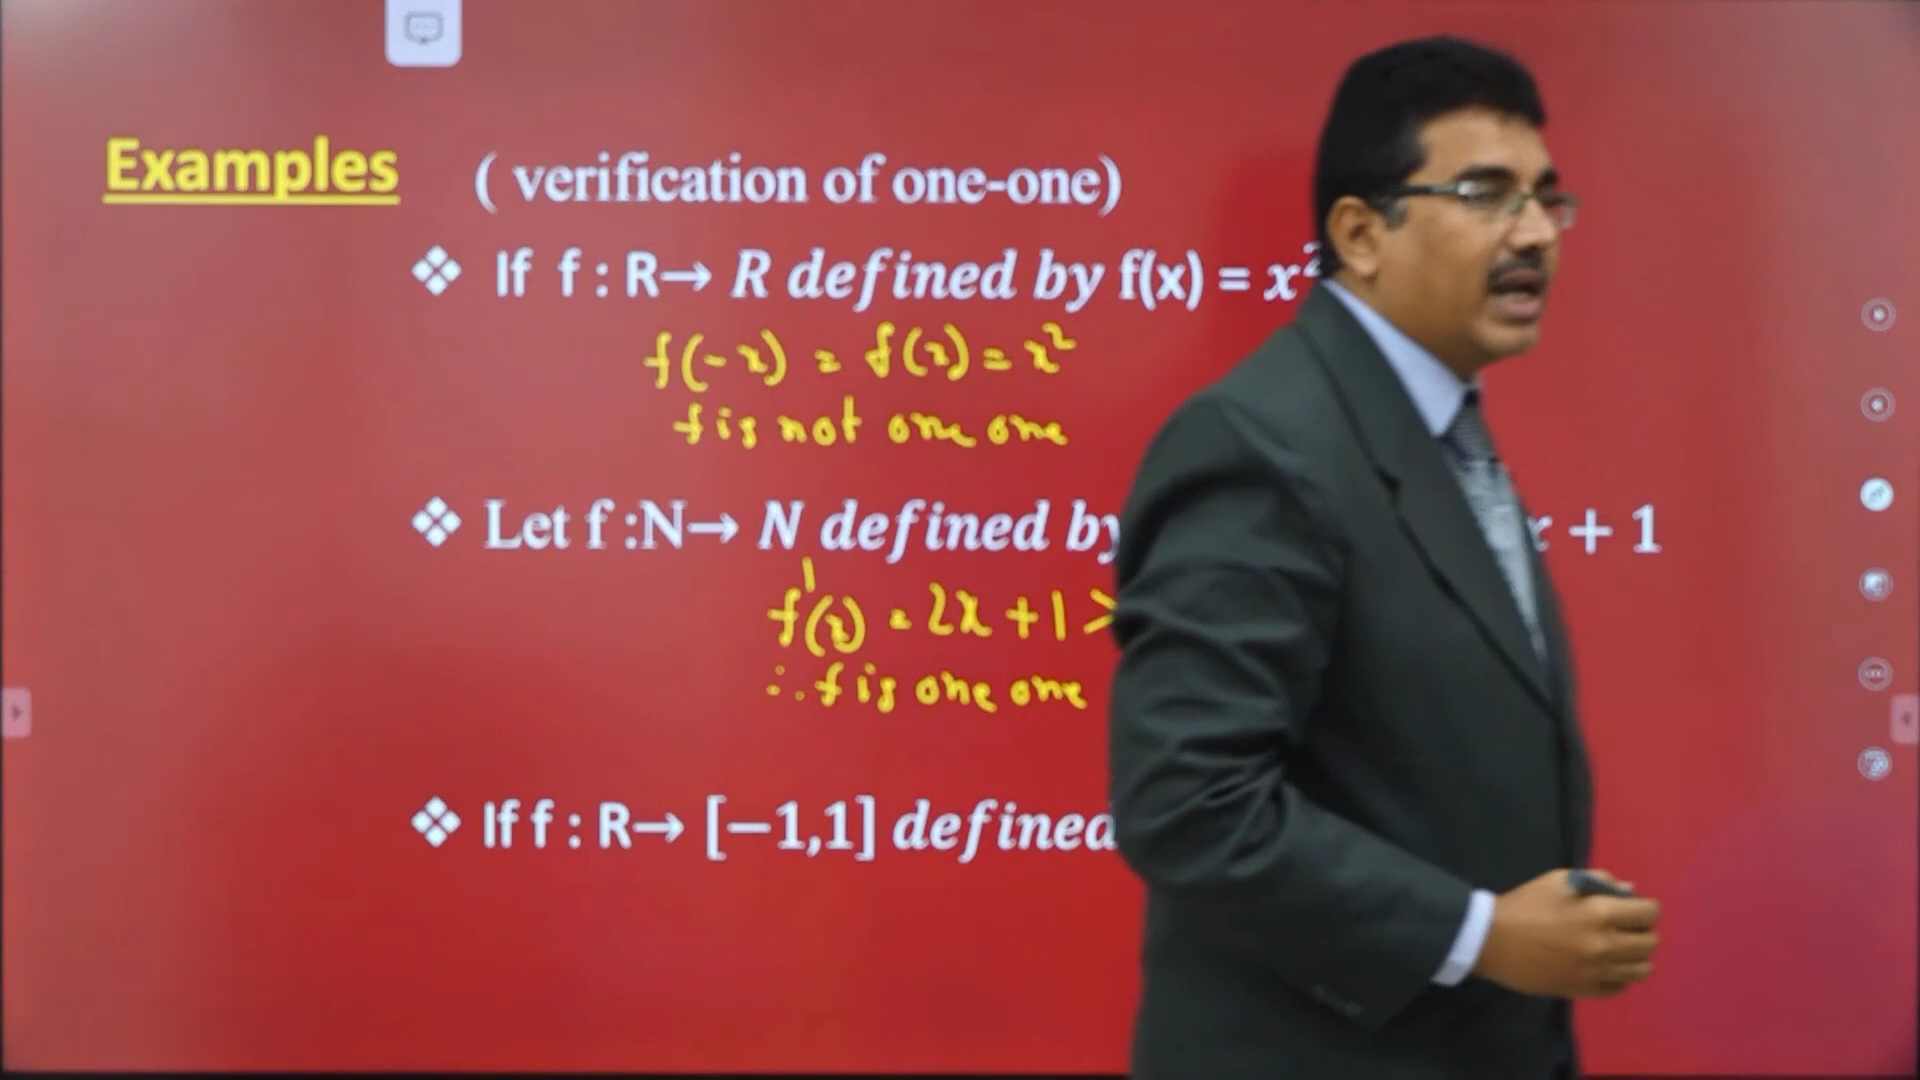 Examples ( verification of one-one)
❖ If f : R→ R defined by f(x) = x²
f(-x) = f(x) = x²
f is not one one
❖ Let f :N→ N defined by x + 1
f'(x) = 2x + 1 >
∴ f is one one
❖ If f : R→ [−1,1] defined